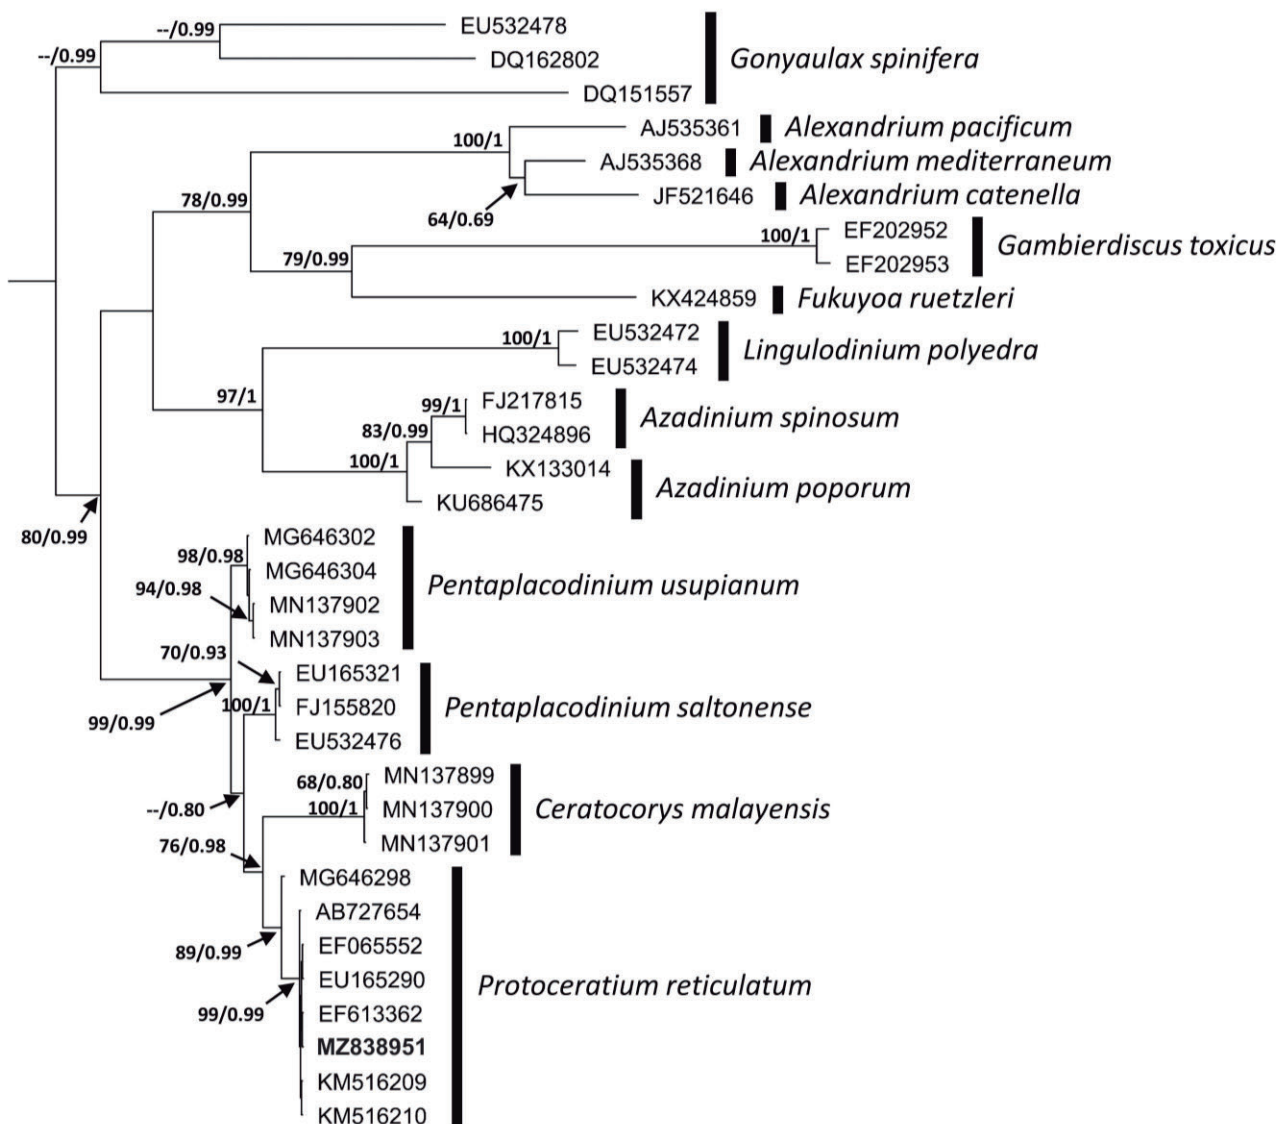 --/0.99
--/0.99
EU532478
DQ162802
DQ151557
Gonyaulax spinifera
100/1
AJ535361
Alexandrium pacificum
AJ535368
Alexandrium mediterraneum
JF521646
Alexandrium catenella
64/0.69
78/0.99
100/1
EF202952
EF202953
Gambierdiscus toxicus
79/0.99
KX424859
Fukuyoa ruetzleri
100/1
EU532472
EU532474
Lingulodinium polyedra
97/1
99/1
FJ217815
HQ324896
Azadinium spinosum
83/0.99
100/1
KX133014
KU686475
Azadinium poporum
80/0.99
98/0.98
MG646302
MG646304
94/0.98
MN137902
MN137903
Pentaplacodinium usupianum
70/0.93
EU165321
100/1
FJ155820
EU532476
Pentaplacodinium saltonense
99/0.99
68/0.80
MN137899
100/1
MN137900
MN137901
Ceratocorys malayensis
--/0.80
76/0.98
MG646298
AB727654
EF065552
89/0.99
EU165290
EF613362
99/0.99
MZ838951
KM516209
KM516210
Protoceratium reticulatum